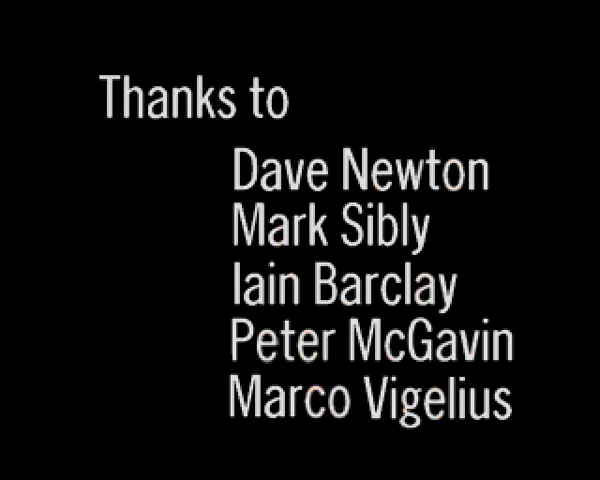 Thanks to
Dave Newton
Mark Sibly
Iain Barclay
Peter McGavin
Marco Vigelius